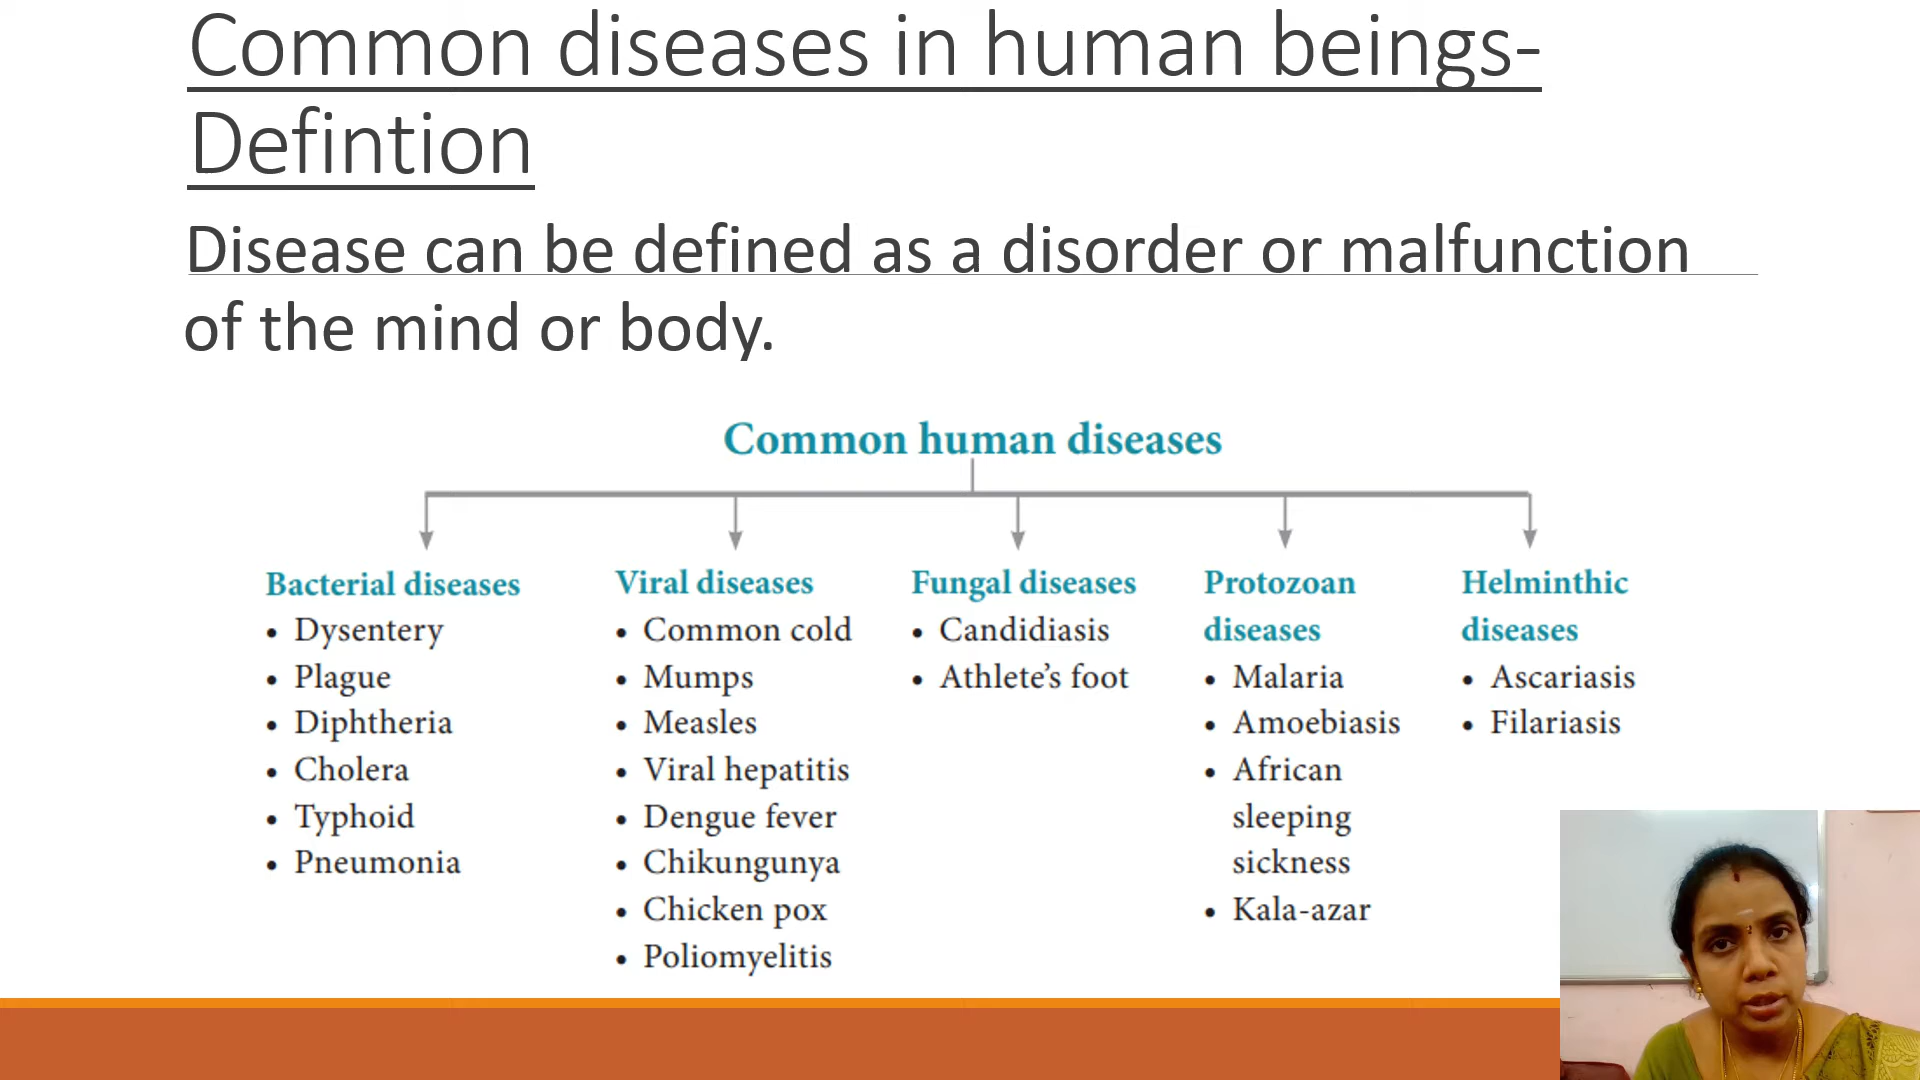 Common diseases in human beings-
Defintion
Disease can be defined as a disorder or malfunction
of the mind or body.
Common human diseases
Bacterial diseases
• Dysentery
• Plague
• Diphtheria
• Cholera
• Typhoid
• Pneumonia
Viral diseases
• Common cold
• Mumps
• Measles
• Viral hepatitis
• Dengue fever
• Chikungunya
• Chicken pox
• Poliomyelitis
Fungal diseases
• Candidiasis
• Athlete’s foot
Protozoan
diseases
• Malaria
• Amoebiasis
• African
sleeping
sickness
• Kala-azar
Helminthic
diseases
• Ascariasis
• Filariasis